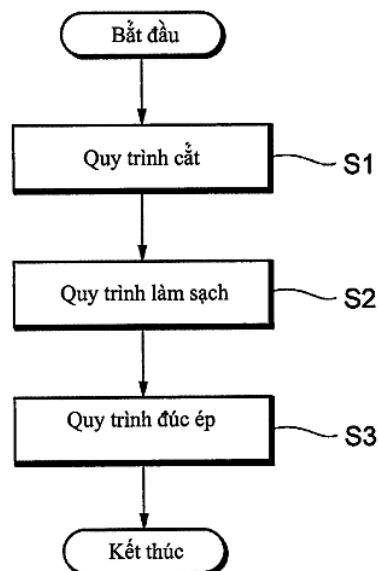 Bắt đầu
Quy trình cắt
S1
Quy trình làm sạch
S2
Quy trình đúc ép
S3
Kết thúc